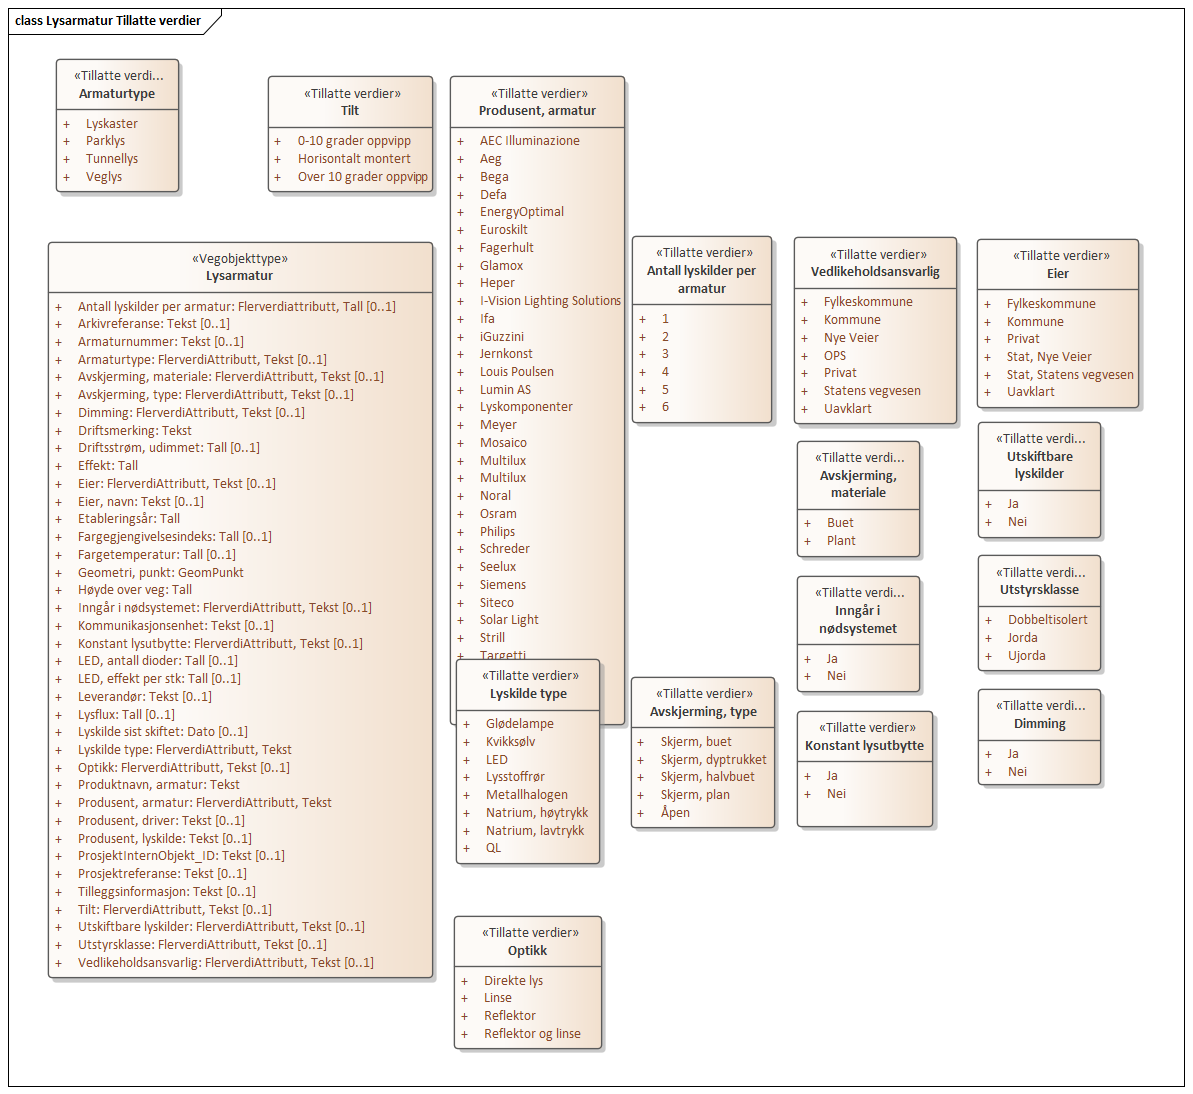 class Lysarmatur Tillatte verdier
«Tillatte verdi...
Armaturtype
+ Lyskaster
+ Parklys
+ Tunnellys
+ Veglys
«Tillatte verdier»
Tilt
+ 0-10 grader oppvipp
+ Horisontalt montert
+ Over 10 grader oppvipp
«Tillatte verdier»
Produsent, armatur
+ AEC Illuminazione
+ Aeg
+ Bega
+ Defa
+ EnergyOptimal
+ Euroskilt
+ Fagerhult
+ Glamox
+ Heper
+ I-Vision Lighting Solutions
+ Ifa
+ iGuzzini
+ Jernkonst
+ Louis Poulsen
+ Lumin AS
+ Lyskomponenter
+ Meyer
+ Mosaico
+ Multilux
+ Multilux
+ Noral
+ Osram
+ Philips
+ Schreder
+ Seelux
+ Siemens
+ Siteco
+ Solar Light
+ Strill
+ Targetti
«Vegobjekttype»
Lysarmatur
+ Antall lyskilder per armatur: Flerverdiattributt, Tall [0..1]
+ Arkivreferanse: Tekst [0..1]
+ Armaturnummer: Tekst [0..1]
+ Armaturtype: FlerverdiAttributt, Tekst [0..1]
+ Avskjerming, materiale: FlerverdiAttributt, Tekst [0..1]
+ Avskjerming, type: FlerverdiAttributt, Tekst [0..1]
+ Dimming: FlerverdiAttributt, Tekst [0..1]
+ Driftsmerking: Tekst
+ Driftsstrøm, udimmet: Tall [0..1]
+ Effekt: Tall
+ Eier: FlerverdiAttributt, Tekst [0..1]
+ Eier, navn: Tekst [0..1]
+ Etableringsår: Tall
+ Fargegjengivelsesindeks: Tall [0..1]
+ Fargetemperatur: Tall [0..1]
+ Geometri, punkt: GeomPunkt
+ Høyde over veg: Tall
+ Inngår i nødsystemet: FlerverdiAttributt, Tekst [0..1]
+ Kommunikasjonsenhet: Tekst [0..1]
+ Konstant lysutbytte: FlerverdiAttributt, Tekst [0..1]
+ LED, antall dioder: Tall [0..1]
+ LED, effekt per stk: Tall [0..1]
+ Leverandør: Tekst [0..1]
+ Lysflux: Tall [0..1]
+ Lyskilde sist skiftet: Dato [0..1]
+ Lyskilde type: FlerverdiAttributt, Tekst
+ Optikk: FlerverdiAttributt, Tekst [0..1]
+ Produktnavn, armatur: Tekst
+ Produsent, armatur: FlerverdiAttributt, Tekst
+ Produsent, driver: Tekst [0..1]
+ Produsent, lyskilde: Tekst [0..1]
+ ProsjektInternObjekt_ID: Tekst [0..1]
+ Prosjektreferanse: Tekst [0..1]
+ Tilleggsinformasjon: Tekst [0..1]
+ Tilt: FlerverdiAttributt, Tekst [0..1]
+ Utskiftbare lyskilder: FlerverdiAttributt, Tekst [0..1]
+ Utstyrsklasse: FlerverdiAttributt, Tekst [0..1]
+ Vedlikeholdsansvarlig: FlerverdiAttributt, Tekst [0..1]
«Tillatte verdier»
Antall lyskilder per
armatur
+ 1
+ 2
+ 3
+ 4
+ 5
+ 6
«Tillatte verdier»
Vedlikeholdsansvarlig
+ Fylkeskommune
+ Kommune
+ Nye Veier
+ OPS
+ Privat
+ Statens vegvesen
+ Uavklart
«Tillatte verdier»
Eier
+ Fylkeskommune
+ Kommune
+ Privat
+ Stat, Nye Veier
+ Stat, Statens vegvesen
+ Uavklart
«Tillatte verdi...
Avskjerming,
materiale
+ Buet
+ Plant
«Tillatte verdi...
Utskiftbare
lyskilder
+ Ja
+ Nei
«Tillatte verdi...
Inngår i
nødsystemet
+ Ja
+ Nei
«Tillatte verdi...
Utstyrsklasse
+ Dobbeltisolert
+ Jorda
+ Ujorda
«Tillatte verdier»
Lyskilde type
+ Glødelampe
+ Kvikksølv
+ LED
+ Lysstoffrør
+ Metallhalogen
+ Natrium, høytrykk
+ Natrium, lavtrykk
+ QL
«Tillatte verdier»
Avskjerming, type
+ Skjerm, buet
+ Skjerm, dyptrukket
+ Skjerm, halvbuet
+ Skjerm, plan
+ Åpen
«Tillatte verdier»
Konstant lysutbytte
+ Ja
+ Nei
«Tillatte verdi...
Dimming
+ Ja
+ Nei
«Tillatte verdier»
Optikk
+ Direkte lys
+ Linse
+ Reflektor
+ Reflektor og linse